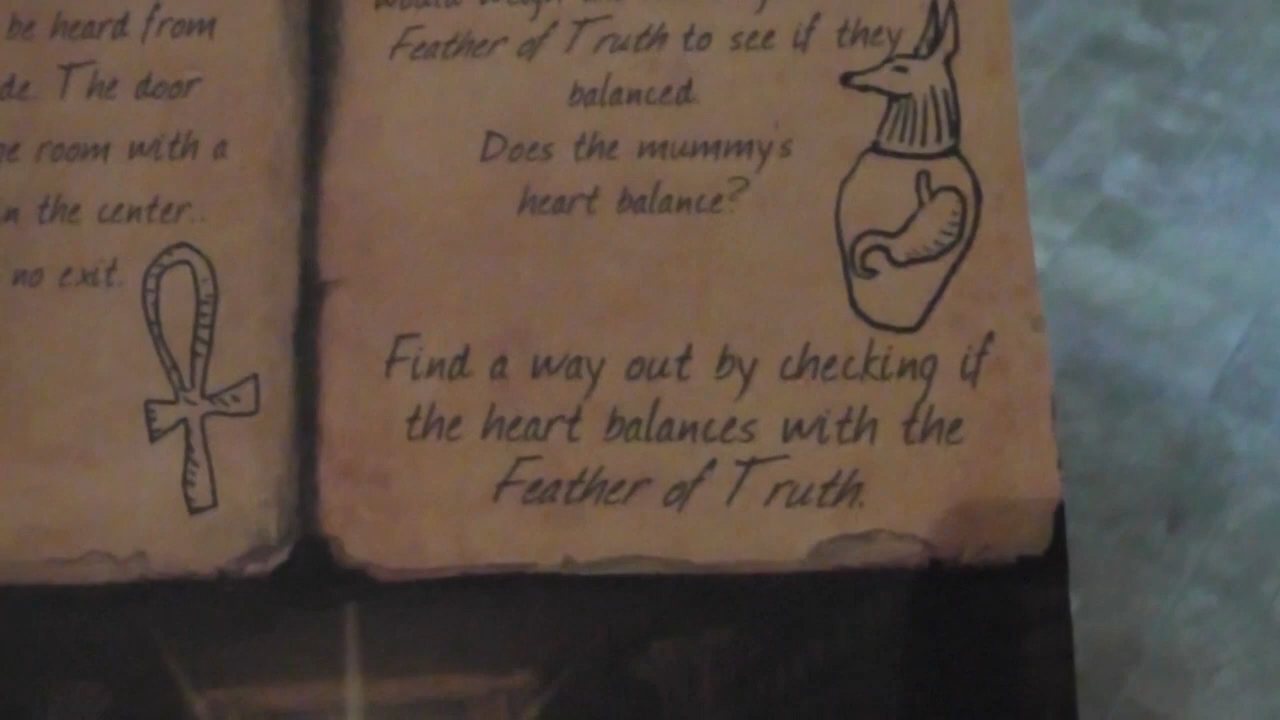 be heard from
The door
room with a
the center..
no exit.
Feather of Truth to see if they
balanced.
Does the mummy's
heart balance?
Find a way out by checking if
the heart balances with the
Feather of Truth.